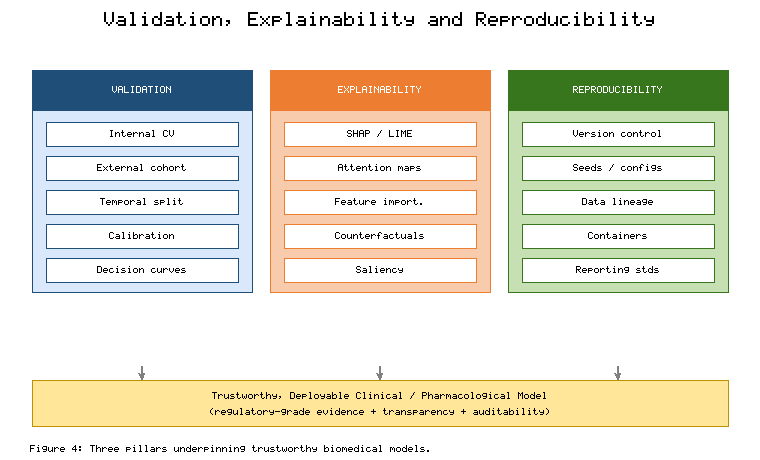 Validation, Explainability and Reproducibility
VALIDATION
Internal CV
External cohort
Temporal split
Calibration
Decision curves
EXPLAINABILITY
SHAP / LIME
Attention maps
Feature import.
Counterfactuals
Saliency
REPRODUCIBILITY
Version control
Seeds / configs
Data lineage
Containers
Reporting stds
Trustworthy, Deployable Clinical / Pharmacological Model
(regulatory-grade evidence + transparency + auditability)
Figure 4: Three pillars underpinning trustworthy biomedical models.